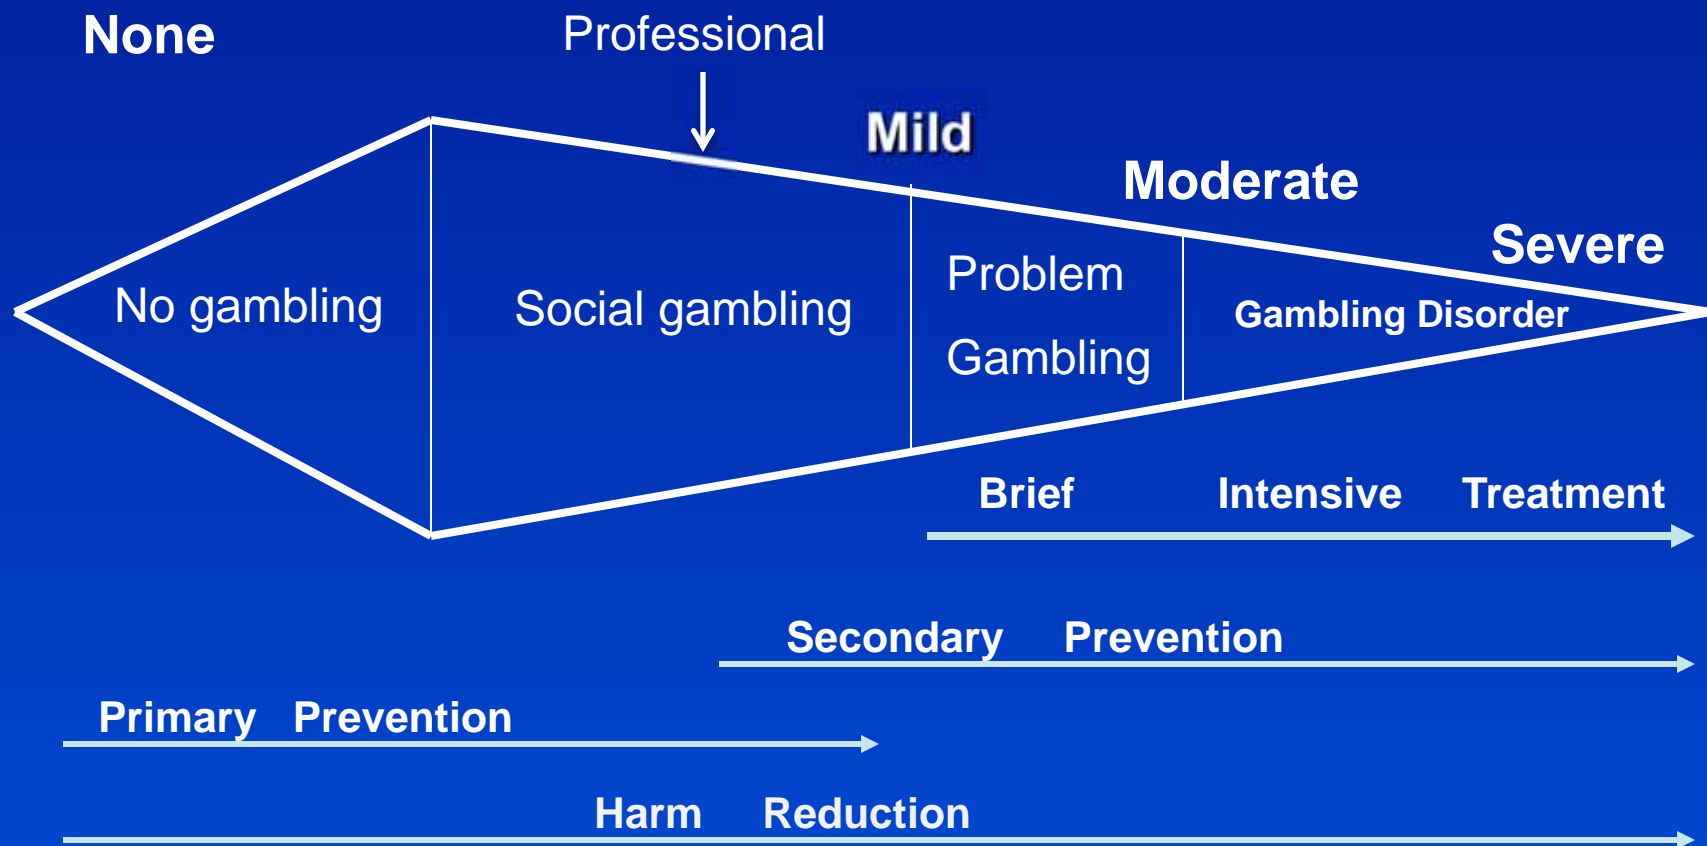 None
Professional
Mild
Moderate
Severe
No gambling
Social gambling
Problem
Gambling
Gambling Disorder
Brief Intensive Treatment
Secondary Prevention
Primary Prevention
Harm Reduction